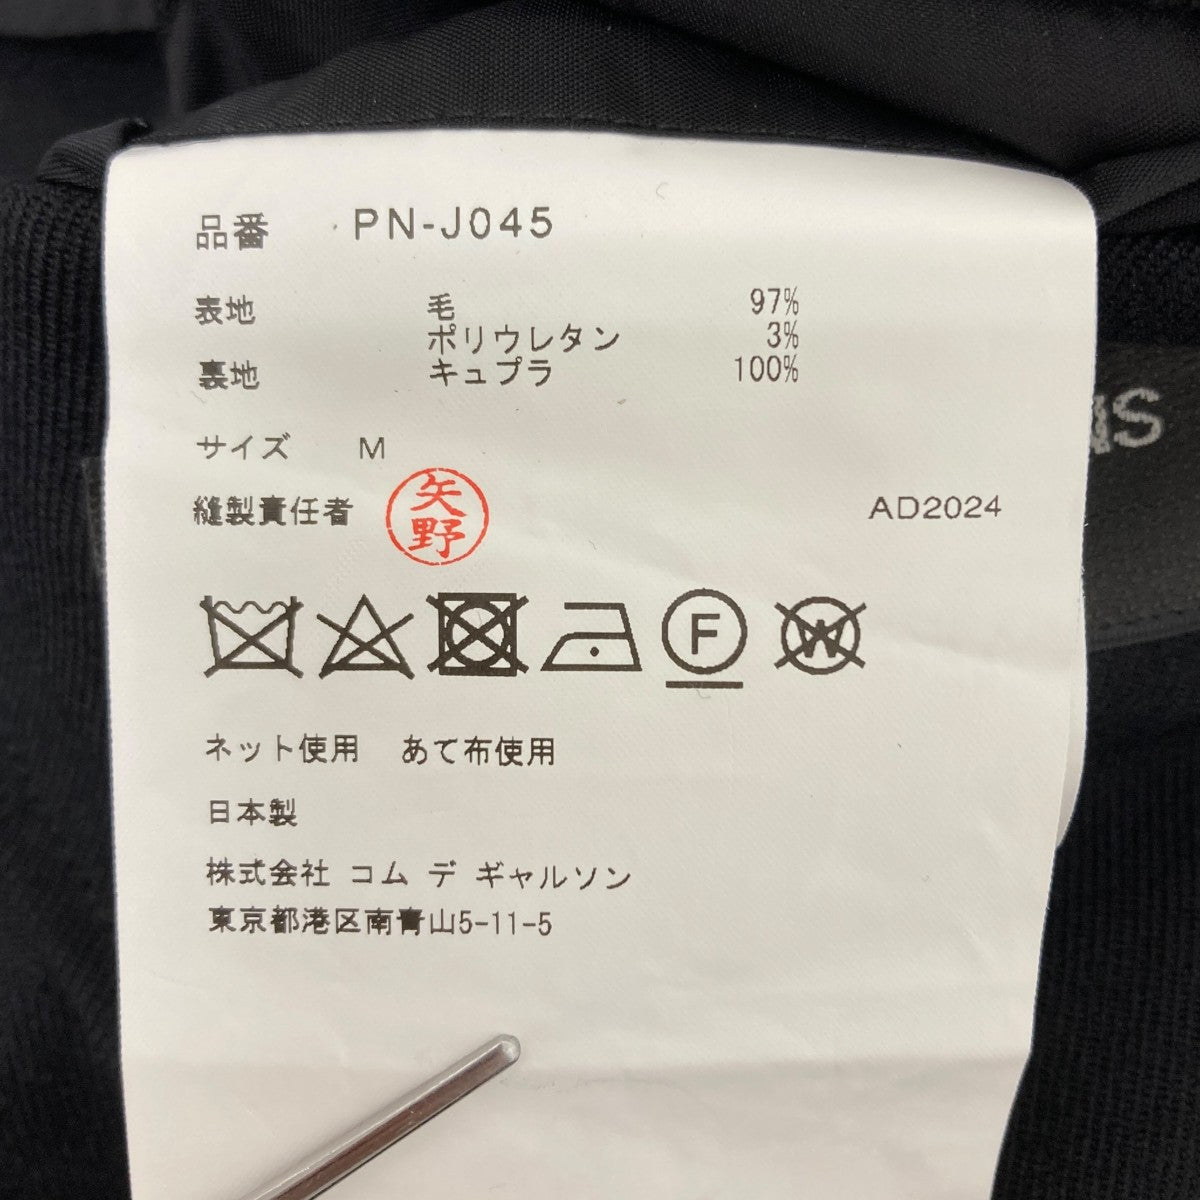 品番 PN-J045
表地 毛 97%
ポリウレタン 3%
裏地 キュプラ 100%
サイズ M
縫製責任者 矢野 AD2024
F W
ネット使用 あて布使用
日本製
株式会社 コム デ ギャルソン
東京都港区南青山5-11-5